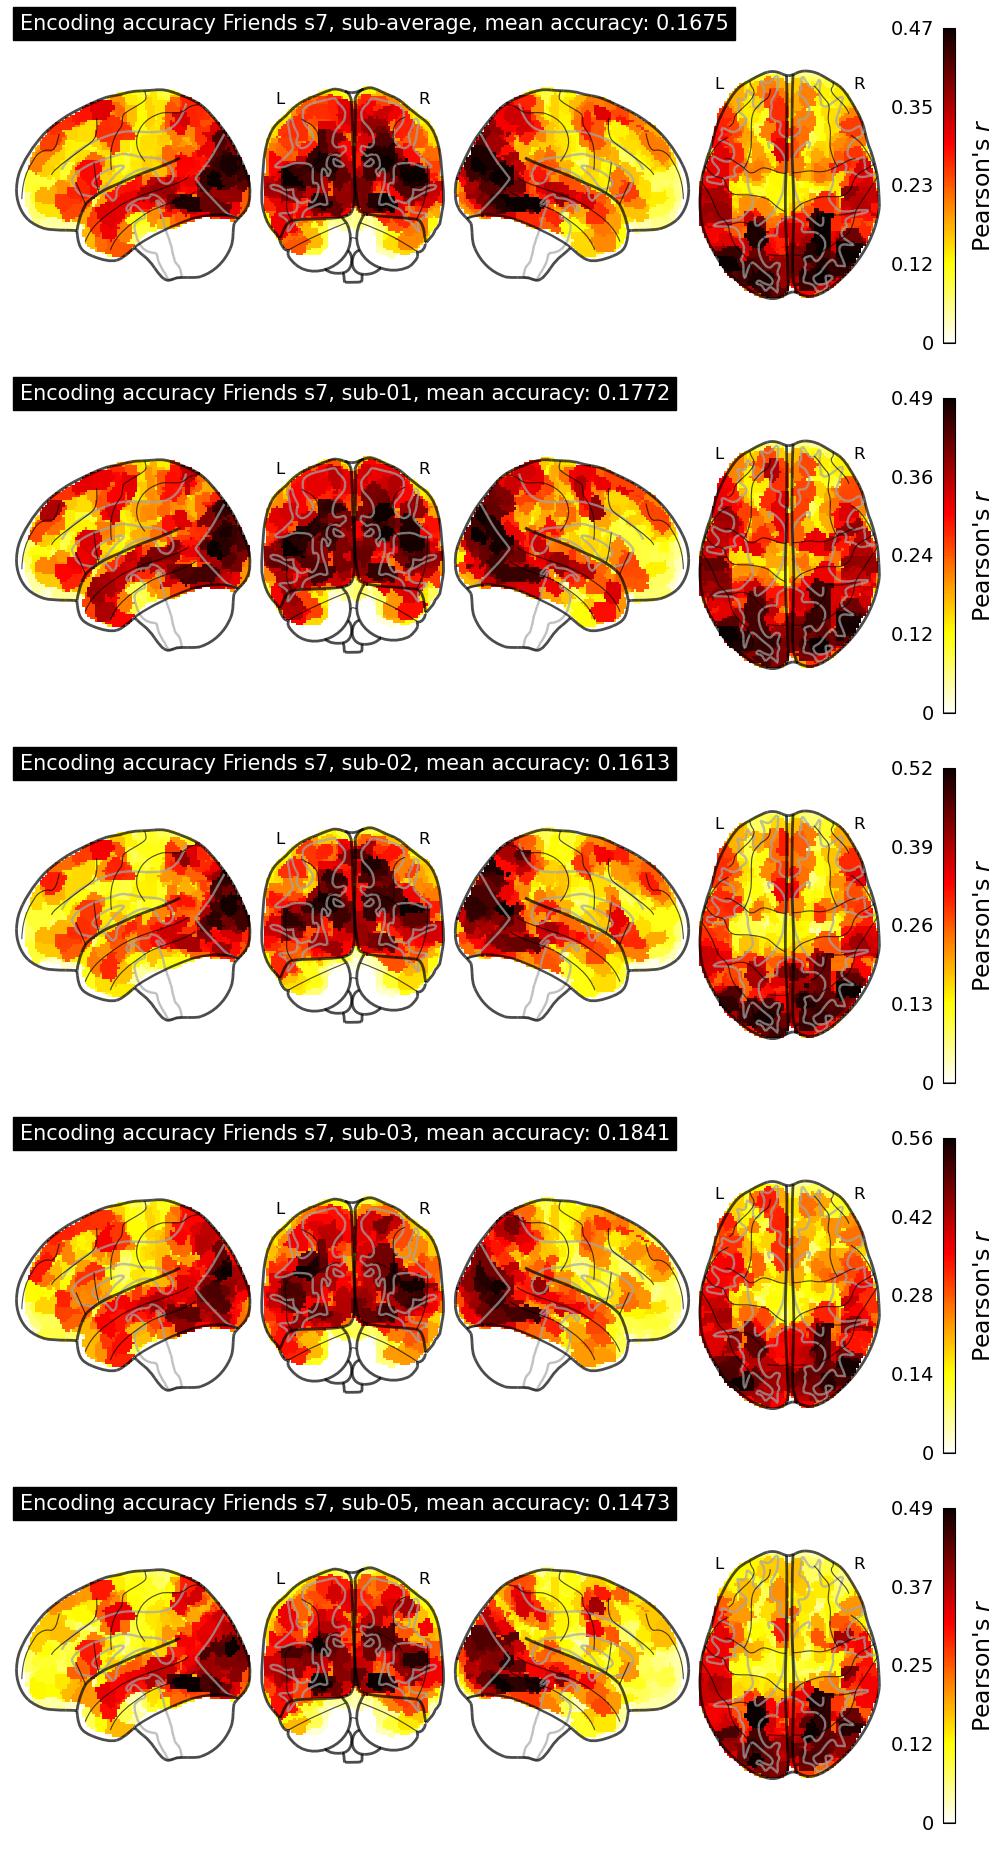 Encoding accuracy Friends s7, sub-average, mean accuracy: 0.1675
L R L R
0.47
0.35
0.23
0.12
0
Pearson's r
Encoding accuracy Friends s7, sub-01, mean accuracy: 0.1772
L R L R
0.49
0.36
0.24
0.12
0
Pearson's r
Encoding accuracy Friends s7, sub-02, mean accuracy: 0.1613
L R L R
0.52
0.39
0.26
0.13
0
Pearson's r
Encoding accuracy Friends s7, sub-03, mean accuracy: 0.1841
L R L R
0.56
0.42
0.28
0.14
0
Pearson's r
Encoding accuracy Friends s7, sub-05, mean accuracy: 0.1473
L R L R
0.49
0.37
0.25
0.12
0
Pearson's r